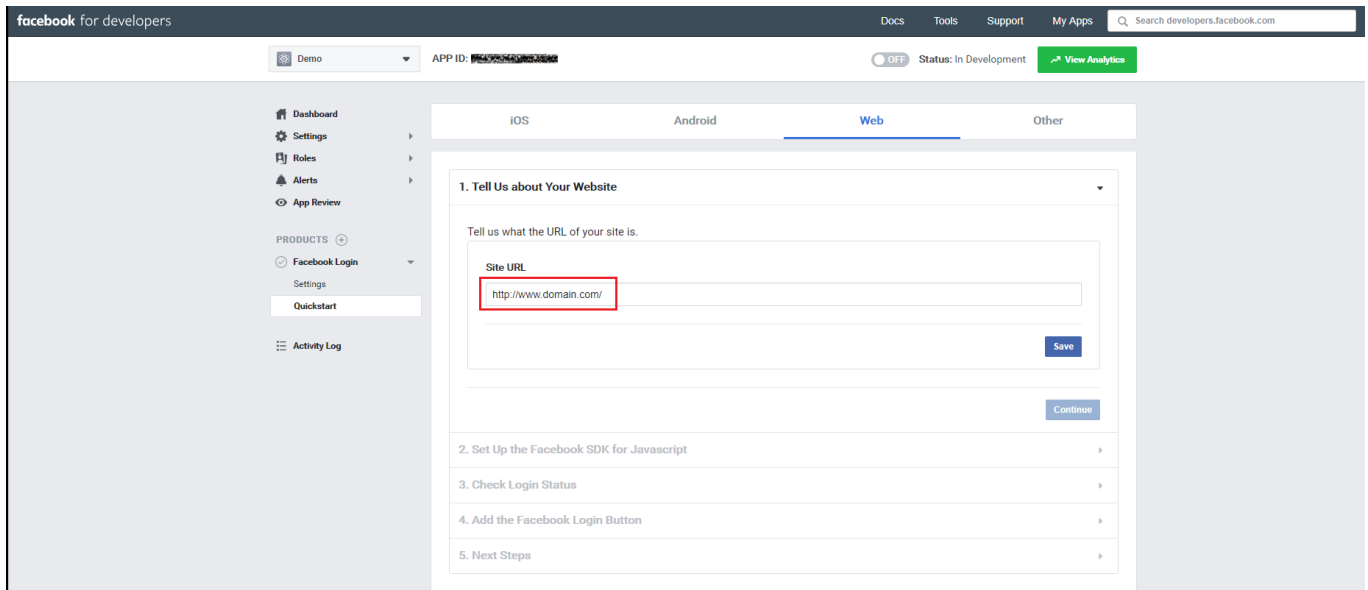 facebook for developers
Docs Tools Support My Apps Search developers.facebook.com
Demo APP ID: OFF Status: In Development View Analytics
Dashboard
Settings
Roles
Alerts
App Review
PRODUCTS
Facebook Login
Settings
Quickstart
Activity Log
iOS Android Web Other
1. Tell Us about Your Website
Tell us what the URL of your site is.
Site URL
http://www.domain.com/
Save
Continue
2. Set Up the Facebook SDK for Javascript
3. Check Login Status
4. Add the Facebook Login Button
5. Next Steps